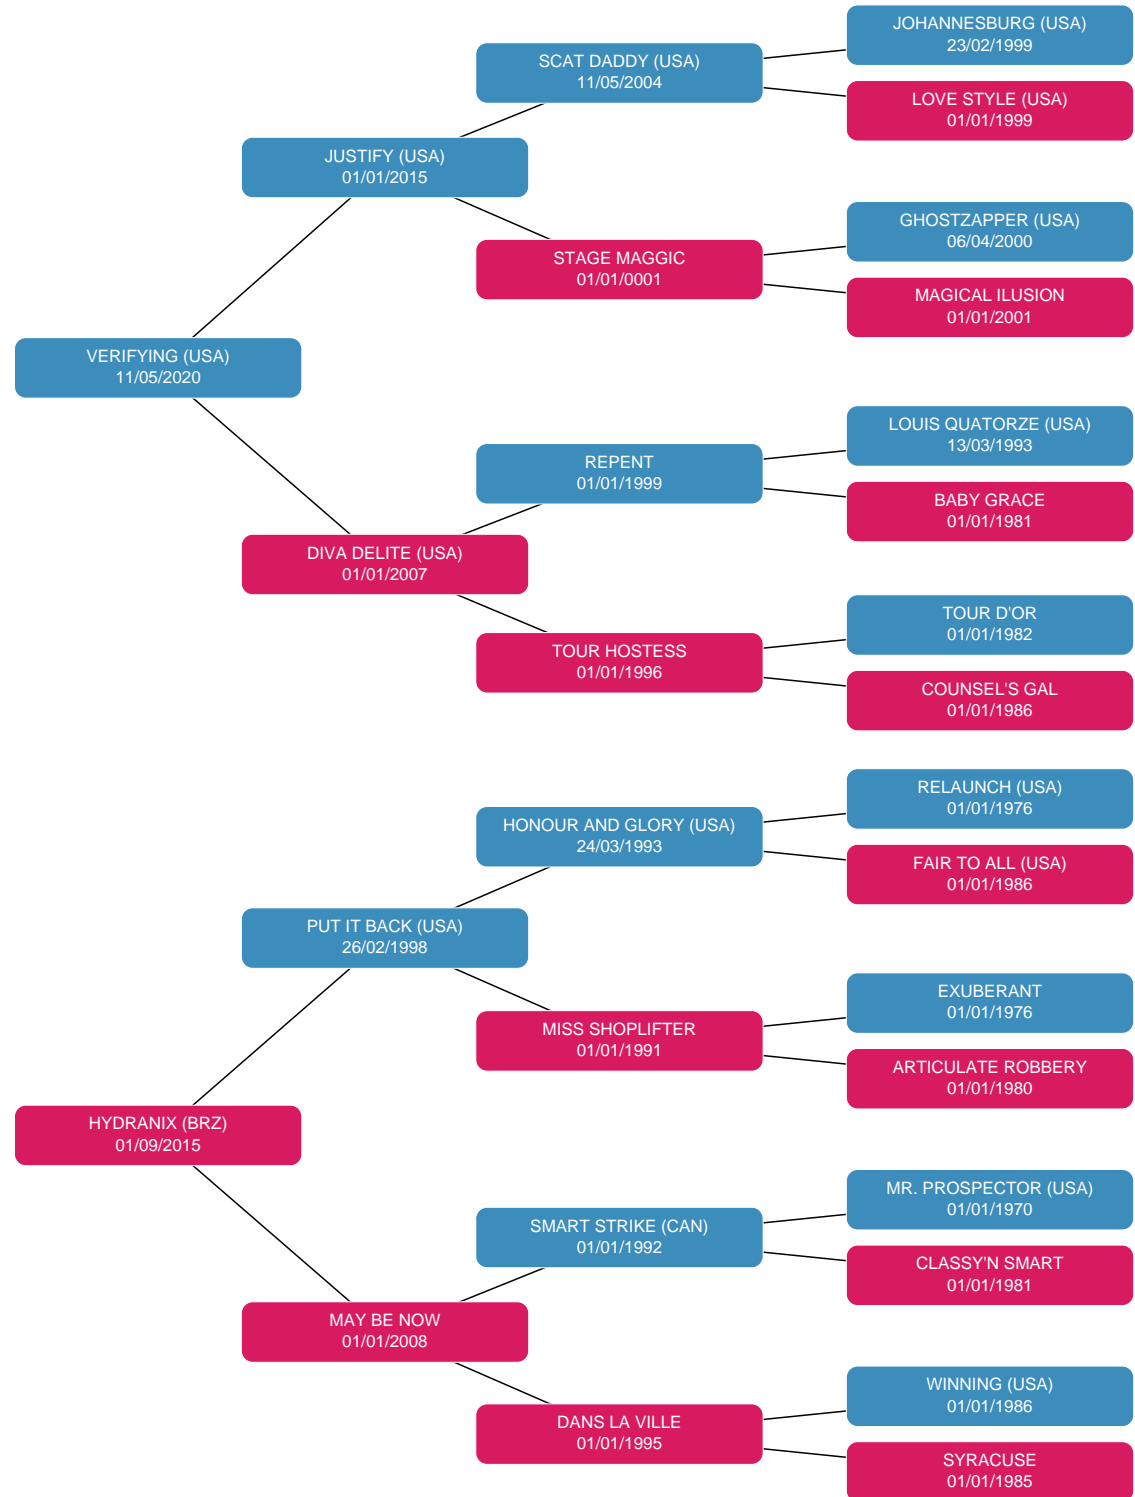 JOHANNESBURG (USA)
23/02/1999
SCAT DADDY (USA)
11/05/2004
LOVE STYLE (USA)
01/01/1999
JUSTIFY (USA)
01/01/2015
GHOSTZAPPER (USA)
06/04/2000
STAGE MAGGIC
01/01/0001
MAGICAL ILUSION
01/01/2001
VERIFYING (USA)
11/05/2020
LOUIS QUATORZE (USA)
13/03/1993
REPENT
01/01/1999
BABY GRACE
01/01/1981
DIVA DELITE (USA)
01/01/2007
TOUR D'OR
01/01/1982
TOUR HOSTESS
01/01/1996
COUNSEL'S GAL
01/01/1986
RELAUNCH (USA)
01/01/1976
HONOUR AND GLORY (USA)
24/03/1993
FAIR TO ALL (USA)
01/01/1986
PUT IT BACK (USA)
26/02/1998
EXUBERANT
01/01/1976
MISS SHOPLIFTER
01/01/1991
ARTICULATE ROBBERY
01/01/1980
HYDRANIX (BRZ)
01/09/2015
MR. PROSPECTOR (USA)
01/01/1970
SMART STRIKE (CAN)
01/01/1992
CLASSY'N SMART
01/01/1981
MAY BE NOW
01/01/2008
WINNING (USA)
01/01/1986
DANS LA VILLE
01/01/1995
SYRACUSE
01/01/1985